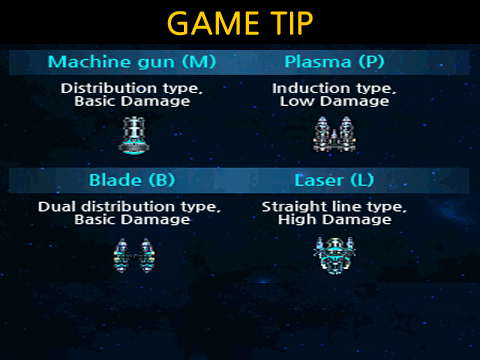 GAME TIP
Machine gun (M)
Distribution type,
Basic Damage
Plasma (P)
Induction type,
Low Damage
Blade (B)
Dual distribution type,
Basic Damage
Laser (L)
Straight line type,
High Damage